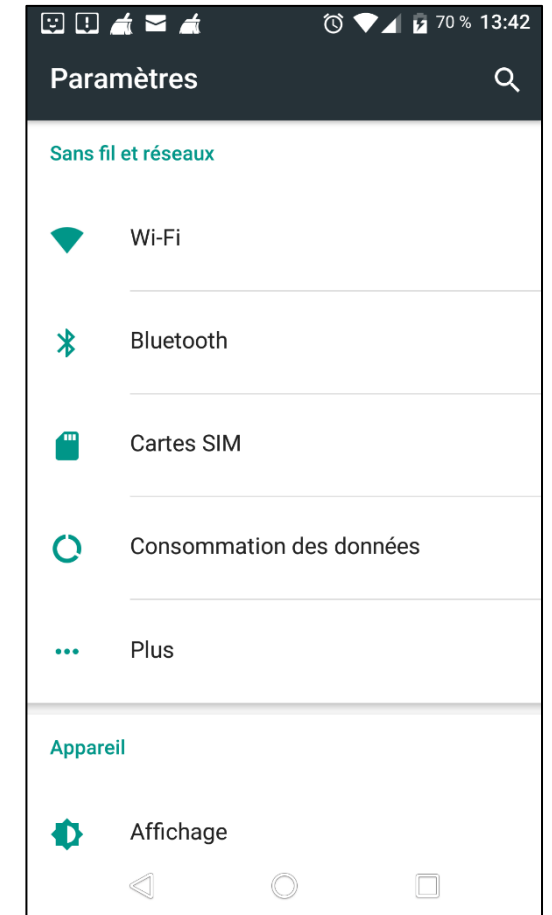 70 % 13:42
Paramètres
Sans fil et réseaux
Wi-Fi
Bluetooth
Cartes SIM
Consommation des données
Plus
Appareil
Affichage